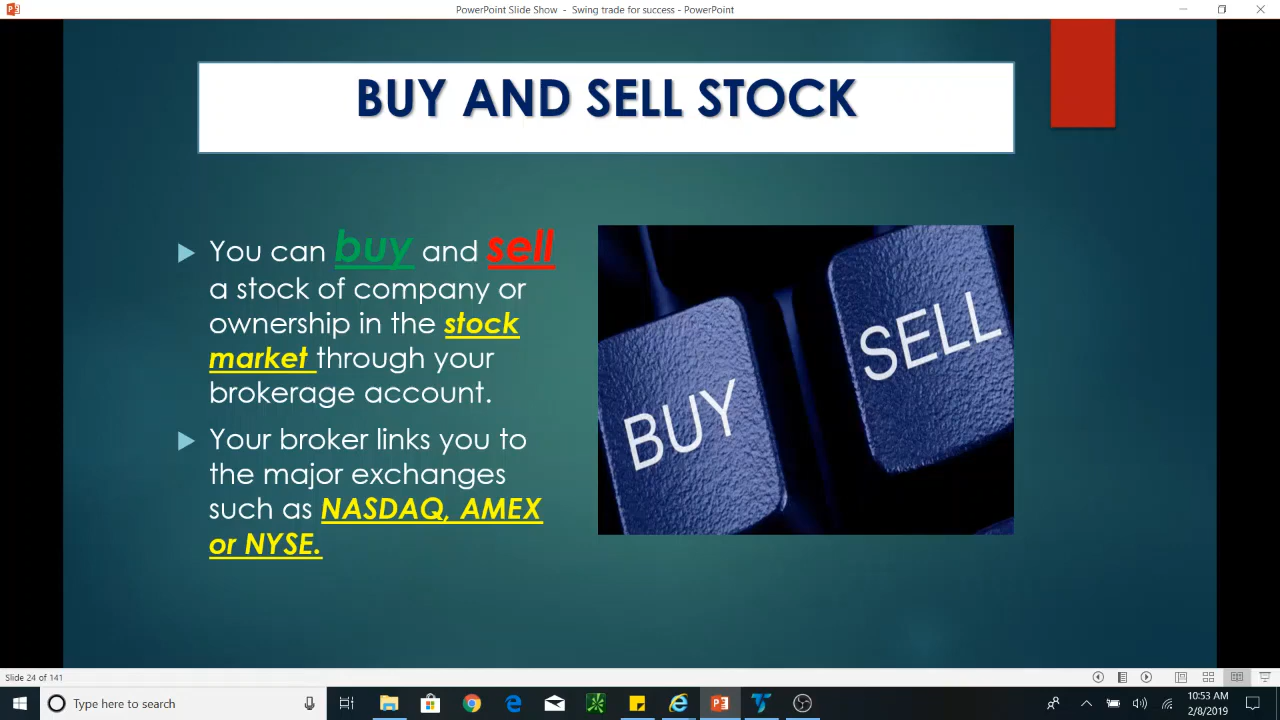 PowerPoint Slide Show - Swing trade for success - PowerPoint
BUY AND SELL STOCK
You can buy and sell
a stock of company or
ownership in the stock
market through your
brokerage account.
Your broker links you to
the major exchanges
such as NASDAQ, AMEX
or NYSE.
BUY
SELL
Slide 24 of 141
Type here to search
10:53 AM
2/8/2019